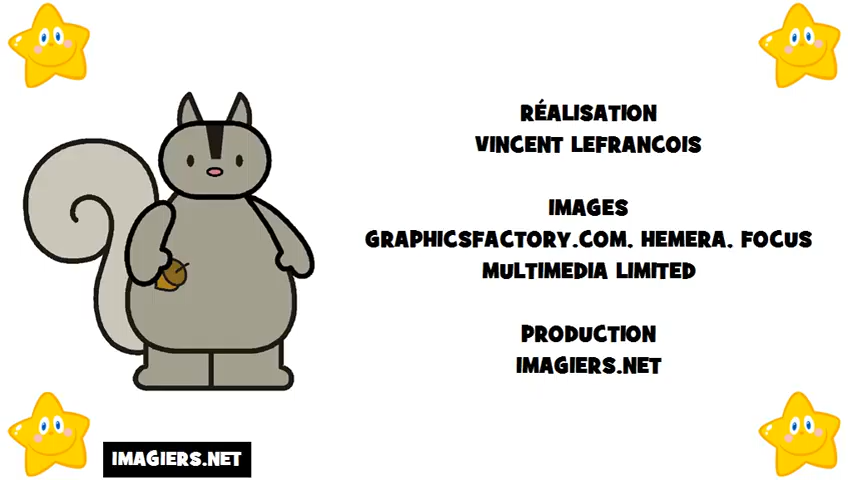 RÉALISATION
VINCENT LEFRANCOIS
IMAGES
GRAPHICSFACTORY.COM. HEMERA. FOCUS
MULTIMEDIA LIMITED
PRODUCTION
IMAGIERS.NET
IMAGIERS.NET